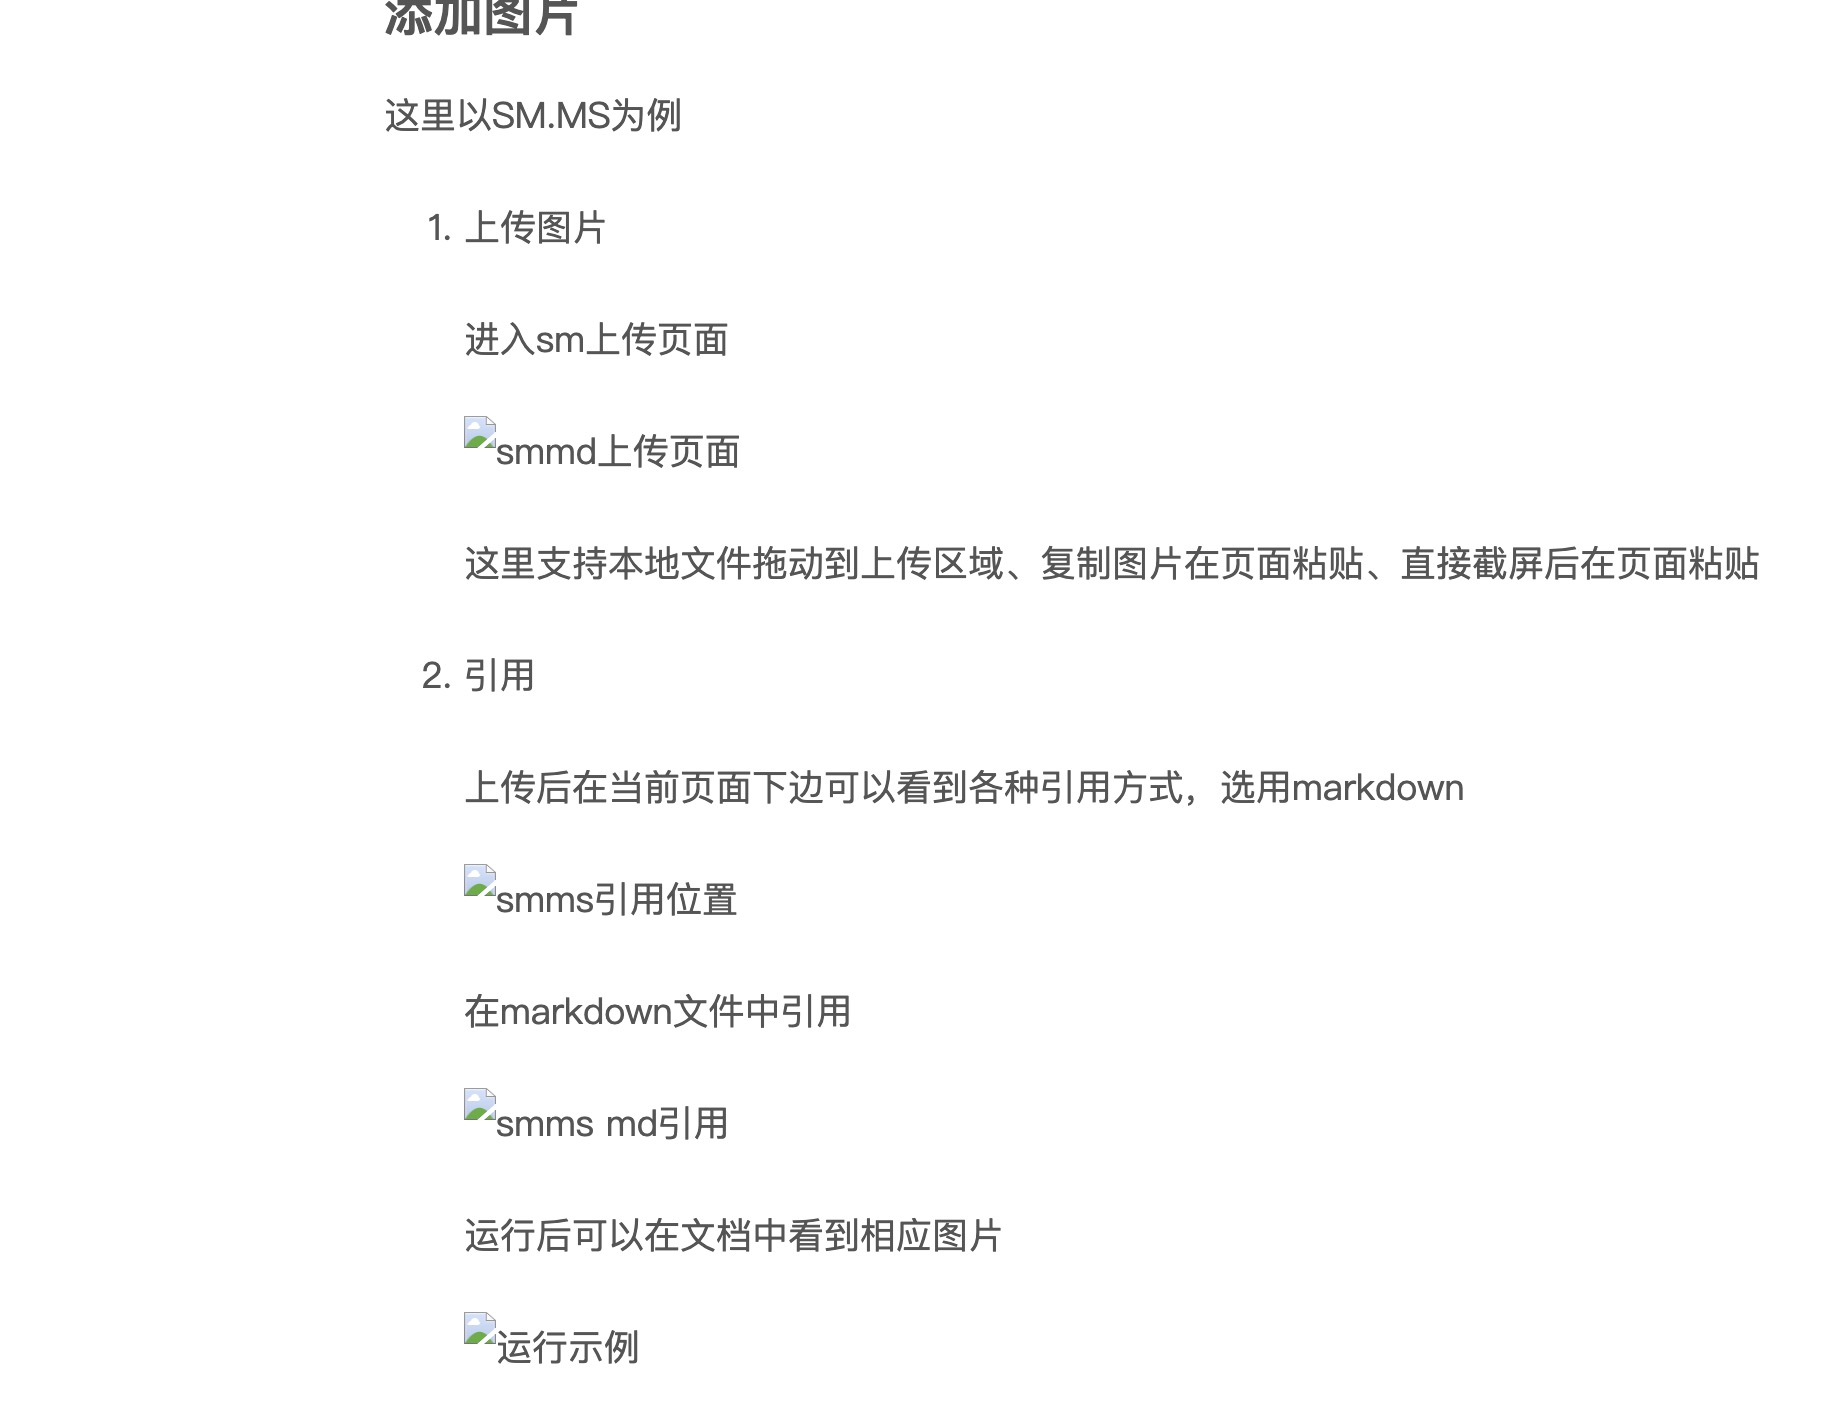 添加图片
这里以SM.MS为例
1. 上传图片
进入sm上传页面
smmd上传页面
这里支持本地文件拖动到上传区域、复制图片在页面粘贴、直接截屏后在页面粘贴
2. 引用
上传后在当前页面下边可以看到各种引用方式，选用markdown
smms引用位置
在markdown文件中引用
smms md引用
运行后可以在文档中看到相应图片
运行示例